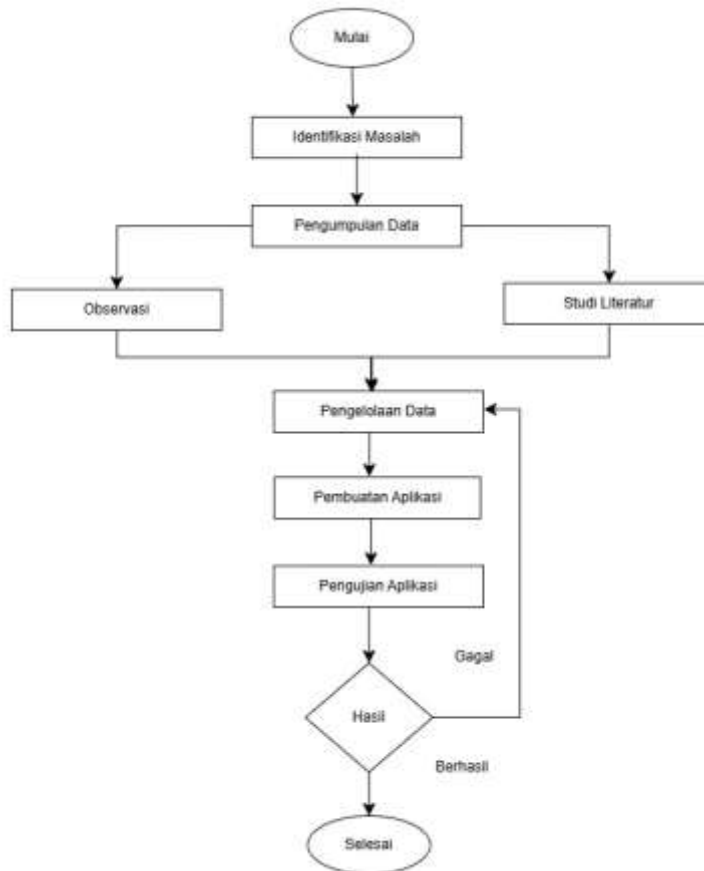 Mulai
Identifikasi Masalah
Pengumpulan Data
Observasi
Studi Literatur
Pengelolaan Data
Pembuatan Aplikasi
Pengujian Aplikasi
Gagal
Hasil
Berhasil
Selesai